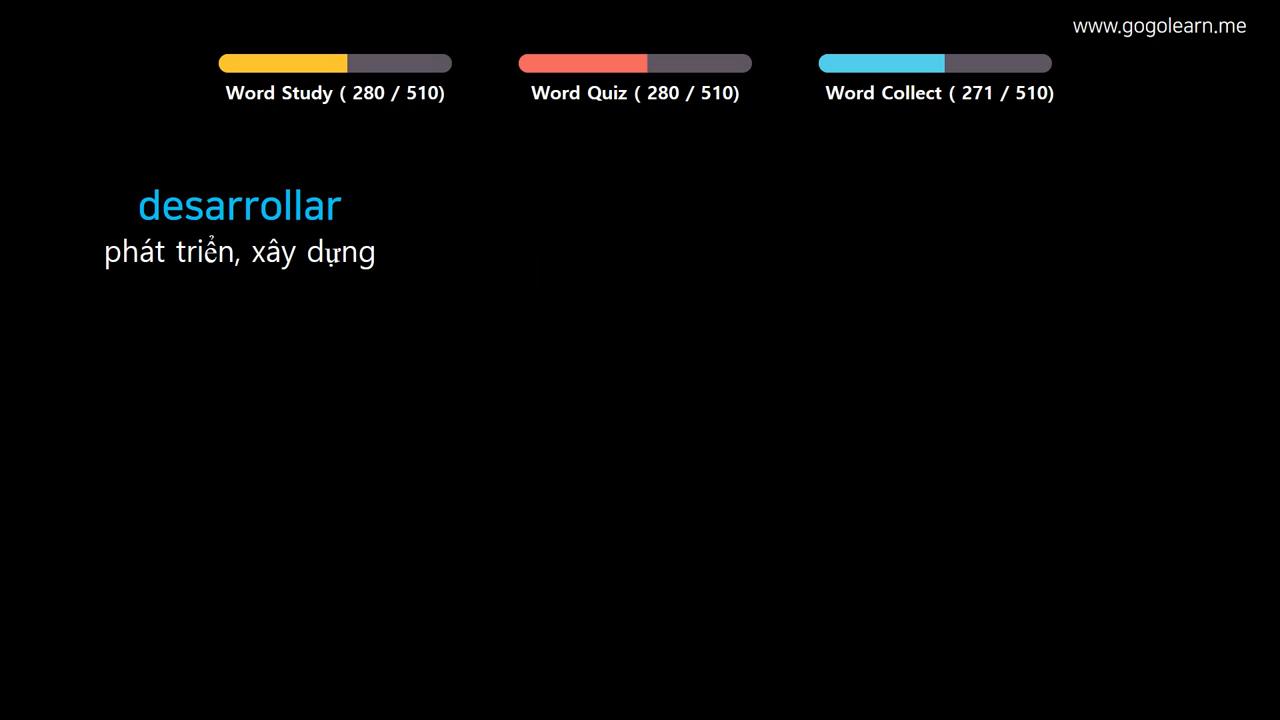 www.gogolearn.me
Word Study ( 280 / 510)
Word Quiz ( 280 / 510)
Word Collect ( 271 / 510)
desarrollar
phát triển, xây dựng